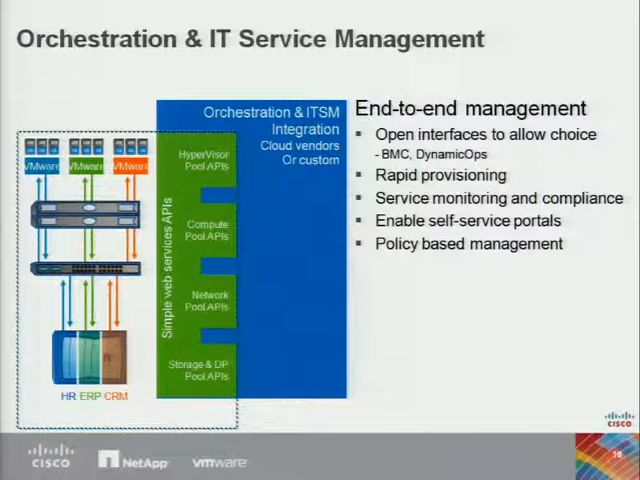 Orchestration & IT Service Management
Orchestration & ITSM
Integration
Cloud vendors
Or custom
VMware
VMware
VMware
HyperVisor
Pool APIs
Compute
Pool APIs
Network
Pool APIs
Storage & DP
Pool APIs
Simple web services APIs
HR ERP CRM
End-to-end management
▪ Open interfaces to allow choice
- BMC, DynamicOps
▪ Rapid provisioning
▪ Service monitoring and compliance
▪ Enable self-service portals
▪ Policy based management
CISCO
CISCO
NetApp
vmware